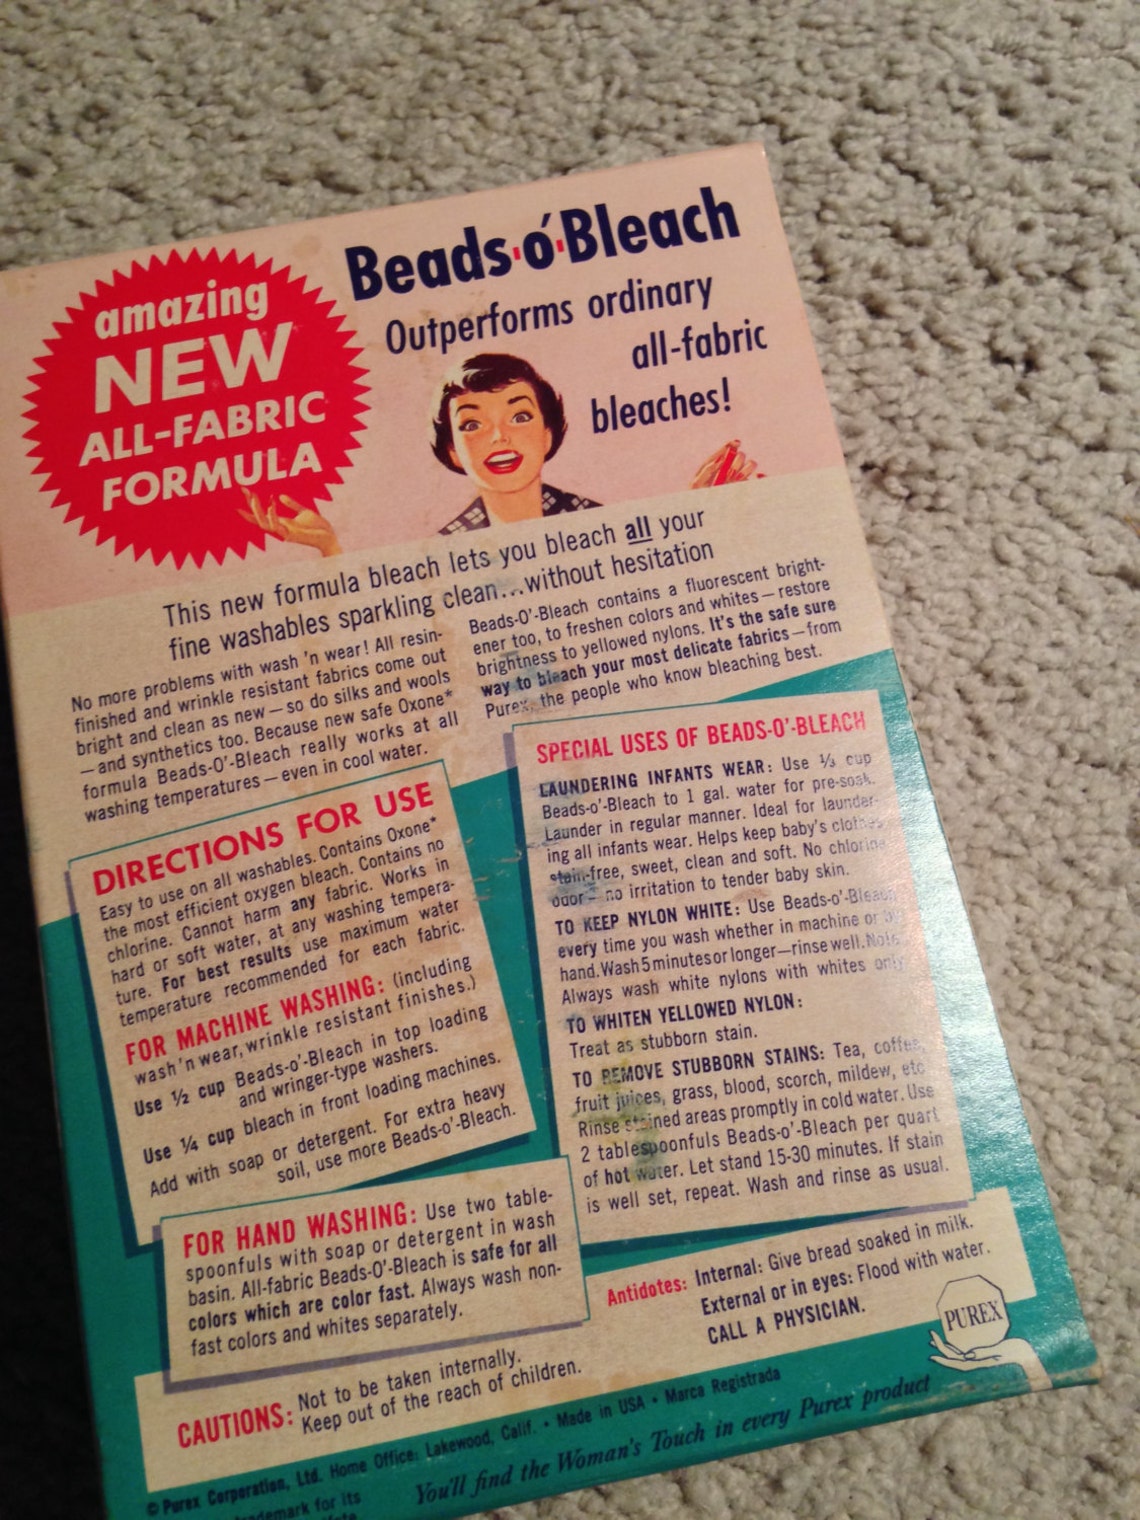 amazing
NEW
ALL-FABRIC
FORMULA
Beads·ó·Bleach
Outperforms ordinary
all-fabric
bleaches!
This new formula bleach lets you bleach all your
fine washables sparkling clean...without hesitation
No more problems with wash 'n wear! All resin-
finished and wrinkle resistant fabrics come out
bright and clean as new—so do silks and wools
—and synthetics too. Because new safe Oxone*
formula Beads-O'-Bleach really works at all
washing temperatures—even in cool water.
Beads-O'-Bleach contains a fluorescent bright-
ener too, to freshen colors and whites—restore
brightness to yellowed nylons. It's the safe sure
way to bleach your most delicate fabrics—from
Purex, the people who know bleaching best.
DIRECTIONS FOR USE
Easy to use on all washables. Contains Oxone*
the most efficient oxygen bleach. Contains no
chlorine. Cannot harm any fabric. Works in
hard or soft water, at any washing tempera-
ture. For best results use maximum water
temperature recommended for each fabric.
FOR MACHINE WASHING: (including
wash 'n wear, wrinkle resistant finishes.)
Use 1/2 cup Beads-o'-Bleach in top loading
and wringer-type washers.
Use 1/4 cup bleach in front loading machines.
Add with soap or detergent. For extra heavy
soil, use more Beads-o'-Bleach.
FOR HAND WASHING: Use two table-
spoonfuls with soap or detergent in wash
basin. All-fabric Beads-O'-Bleach is safe for all
colors which are color fast. Always wash non-
fast colors and whites separately.
SPECIAL USES OF BEADS-O'-BLEACH
LAUNDERING INFANTS WEAR: Use 1/3 cup
Beads-o'-Bleach to 1 gal. water for pre-soak.
Launder in regular manner. Ideal for launder-
ing all infants wear. Helps keep baby's clothes
stain-free, sweet, clean and soft. No chlorine
odor — no irritation to tender baby skin.
TO KEEP NYLON WHITE: Use Beads-o'-Bleach
every time you wash whether in machine or by
hand. Wash 5 minutes or longer—rinse well. Note
Always wash white nylons with whites only.
TO WHITEN YELLOWED NYLON:
Treat as stubborn stain.
TO REMOVE STUBBORN STAINS: Tea, coffee,
fruit juices, grass, blood, scorch, mildew, etc
Rinse stained areas promptly in cold water. Use
2 tablespoonfuls Beads-o'-Bleach per quart
of hot water. Let stand 15-30 minutes. If stain
is well set, repeat. Wash and rinse as usual.
Antidotes: Internal: Give bread soaked in milk.
External or in eyes: Flood with water.
CALL A PHYSICIAN.
PUREX
CAUTIONS: Not to be taken internally.
Keep out of the reach of children.
© Purex Corporation, Ltd. Home Office: Lakewood, Calif. • Made in USA • Marca Registrada
trademark for its
You'll find the Woman's Touch in every Purex product